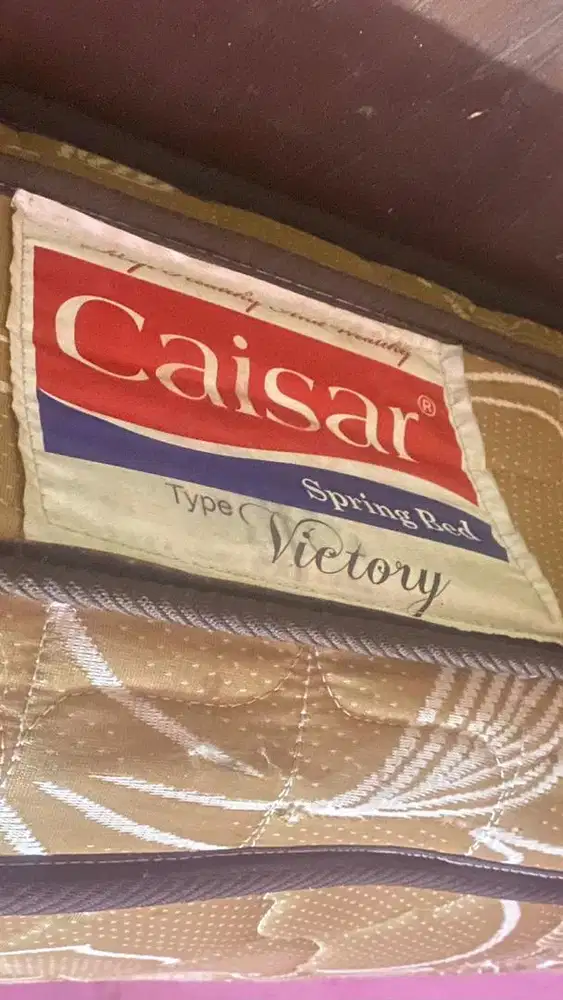 Caisar®
Spring Bed
Type Victory